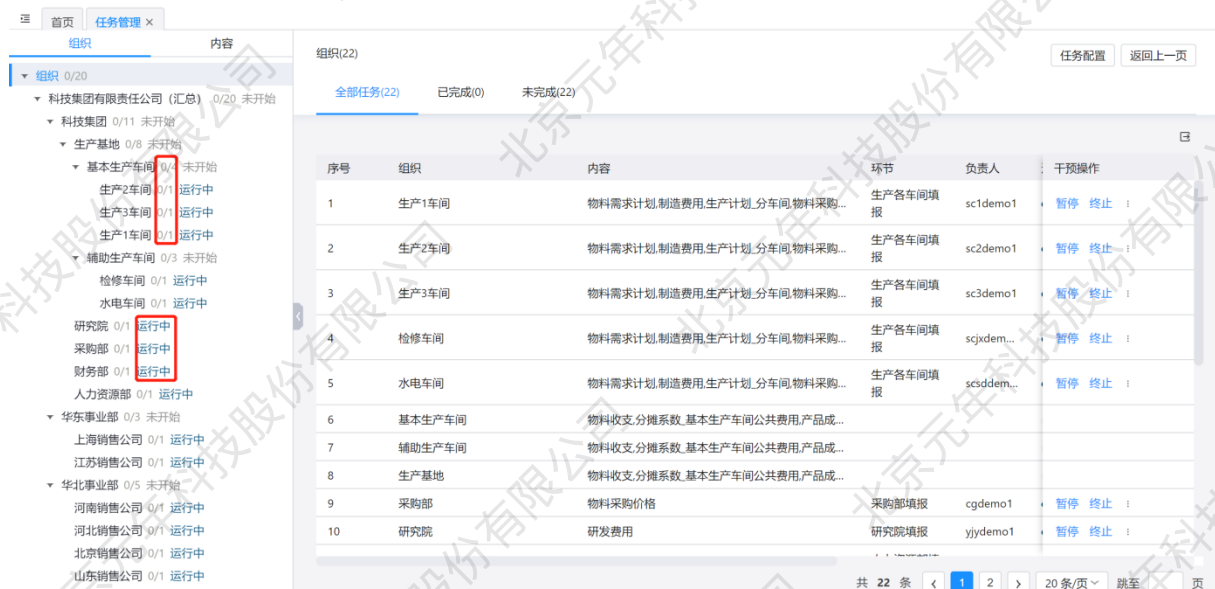 首页 任务管理 ×
组织 内容
组织 0/20
科技集团有限责任公司（汇总） 0/20 未开始
科技集团 0/11 未开始
生产基地 0/8 未开始
基本生产车间 0/4 未开始
生产2车间 0/1 运行中
生产3车间 0/1 运行中
生产1车间 0/1 运行中
辅助生产车间 0/3 未开始
检修车间 0/1 运行中
水电车间 0/1 运行中
研究院 0/1 运行中
采购部 0/1 运行中
财务部 0/1 运行中
人力资源部 0/1 运行中
华东事业部 0/3 未开始
上海销售公司 0/1 运行中
江苏销售公司 0/1 运行中
华北事业部 0/5 未开始
河南销售公司 0/1 运行中
河北销售公司 0/1 运行中
北京销售公司 0/1 运行中
山东销售公司 0/1 运行中
组织(22) 任务配置 返回上一页
全部任务(22) 已完成(0) 未完成(22)
序号 组织 内容 环节 负责人 干预操作
1 生产1车间 物料需求计划,制造费用,生产计划_分车间,物料采购... 生产各车间填报 sc1demo1 暂停 终止
2 生产2车间 物料需求计划,制造费用,生产计划_分车间,物料采购... 生产各车间填报 sc2demo1 暂停 终止
3 生产3车间 物料需求计划,制造费用,生产计划_分车间,物料采购... 生产各车间填报 sc3demo1 暂停 终止
4 检修车间 物料需求计划,制造费用,生产计划_分车间,物料采购... 生产各车间填报 scjxdem... 暂停 终止
5 水电车间 物料需求计划,制造费用,生产计划_分车间,物料采购... 生产各车间填报 scsddem... 暂停 终止
6 基本生产车间 物料收支,分摊系数_基本生产车间公共费用,产品成...
7 辅助生产车间 物料收支,分摊系数_基本生产车间公共费用,产品成...
8 生产基地 物料收支,分摊系数_基本生产车间公共费用,产品成...
9 采购部 物料采购价格 采购部填报 cgdemo1 暂停 终止
10 研究院 研发费用 研究院填报 yjydemo1 暂停 终止
共 22 条 1 2 20 条/页 跳至 页
北京元年科技股份有限公司